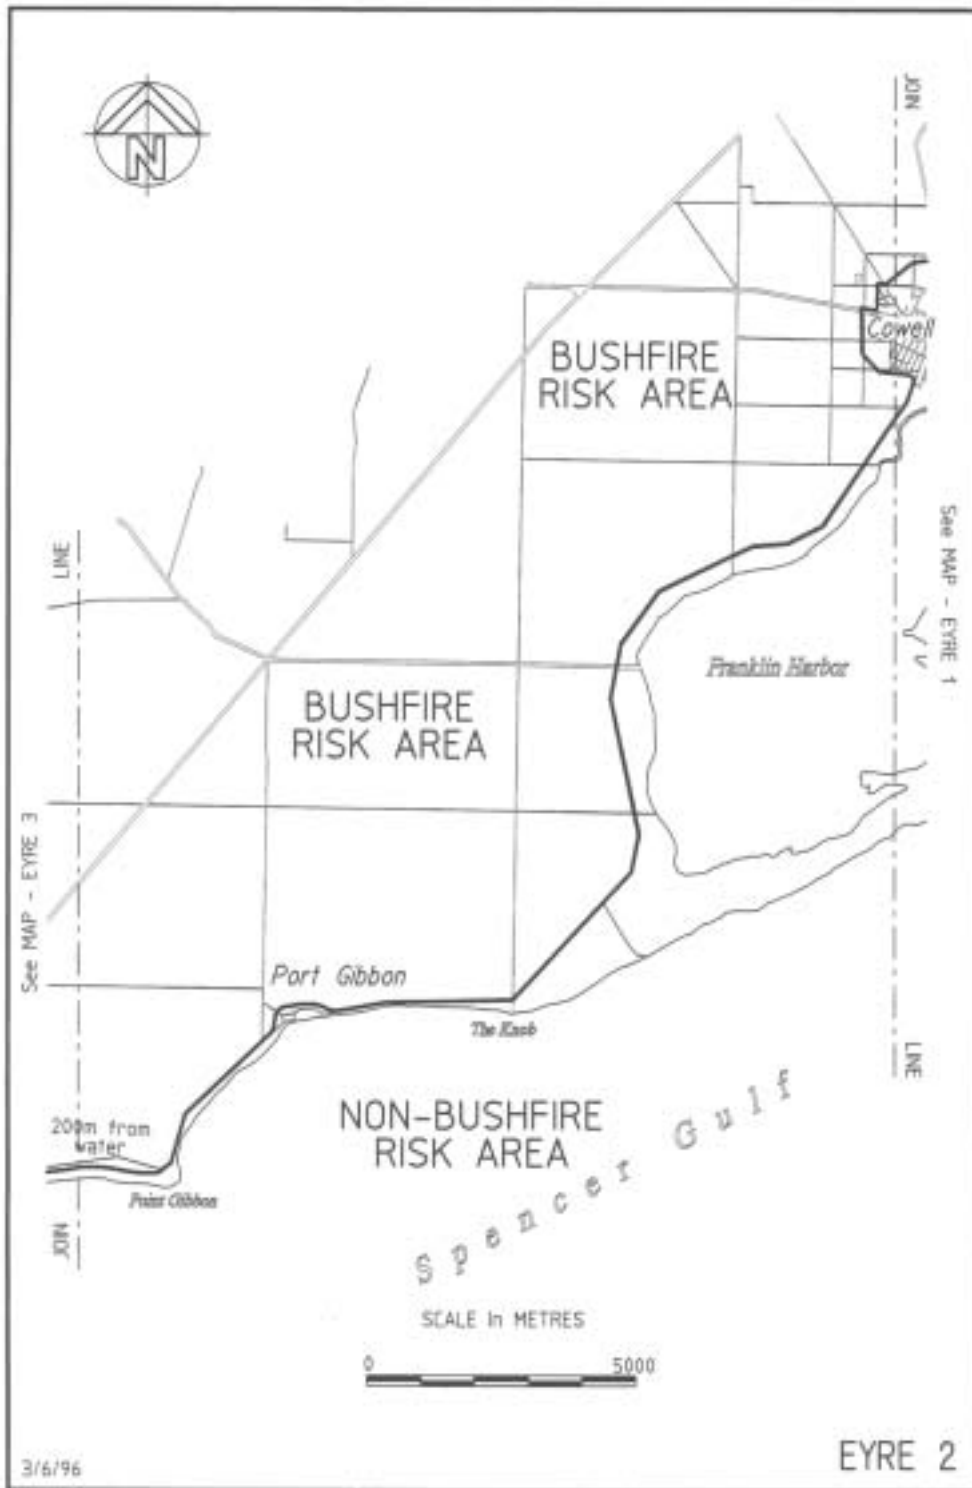 JOIN
N
Cowell
BUSHFIRE
RISK AREA
LINE
See MAP - EYRE 1
Franklin Harbor
BUSHFIRE
RISK AREA
See MAP - EYRE 3
Port Gibbon
The Knob
LINE
NON-BUSHFIRE
RISK AREA
Spencer Gulf
200m from
water
Point Gibbon
JOIN
SCALE in METRES
0 5000
3/6/96
EYRE 2